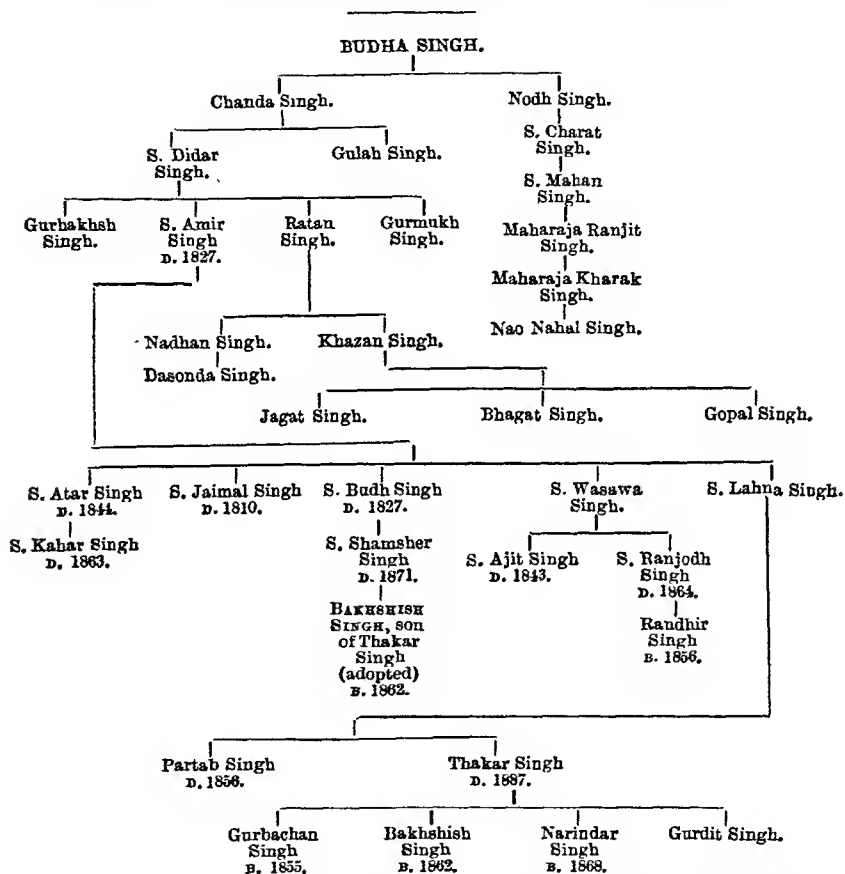 BUDHA SINGH.
Chanda Singh.
Nodh Singh.
S. Didar
Singh.
Gulab Singh.
S. Charat
Singh.
S. Mahan
Singh.
Gurbakhsh
Singh.
S. Amir
Singh
D. 1827.
Ratan
Singh.
Gurmukh
Singh.
Maharaja Ranjit
Singh.
Maharaja Kharak
Singh.
Nao Nahal Singh.
Nadhan Singh.
Khazan Singh.
Dasonda Singh.
Jagat Singh.
Bhagat Singh.
Gopal Singh.
S. Atar Singh
D. 1844.
S. Jaimal Singh
D. 1810.
S. Budh Singh
D. 1827.
S. Wasawa
Singh.
S. Lahna Singh.
S. Kahar Singh
D. 1863.
S. Shamsher
Singh
D. 1871.
S. Ajit Singh
D. 1843.
S. Ranjodh
Singh
D. 1864.
BAKHSHISH
SINGH, son
of Thakar
Singh
(adopted)
B. 1862.
Randhir
Singh
B. 1856.
Partab Singh
D. 1856.
Thakar Singh
D. 1887.
Gurbachan
Singh
B. 1855.
Bakhshish
Singh
B. 1862.
Narindar
Singh
B. 1868.
Gurdit Singh.